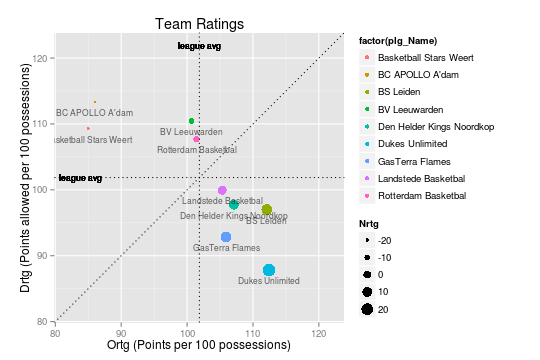 Team Ratings
league avg
120
110
100
90
80
Drtg (Points allowed per 100 possessions)
BC APOLLO A'dam
BV Leeuwarden
sketball Stars Weert
Rotterdam Basketbal
league avg
Landstede Basketbal
Den Helder Kings Noordkop
BS Leiden
GasTerra Flames
Dukes Unlimited
80
90
100
110
120
Ortg (Points per 100 possessions)
factor(plg_Name)
Basketball Stars Weert
BC APOLLO A'dam
BS Leiden
BV Leeuwarden
Den Helder Kings Noordkop
Dukes Unlimited
GasTerra Flames
Landstede Basketbal
Rotterdam Basketbal
Nrtg
-20
-10
0
10
20